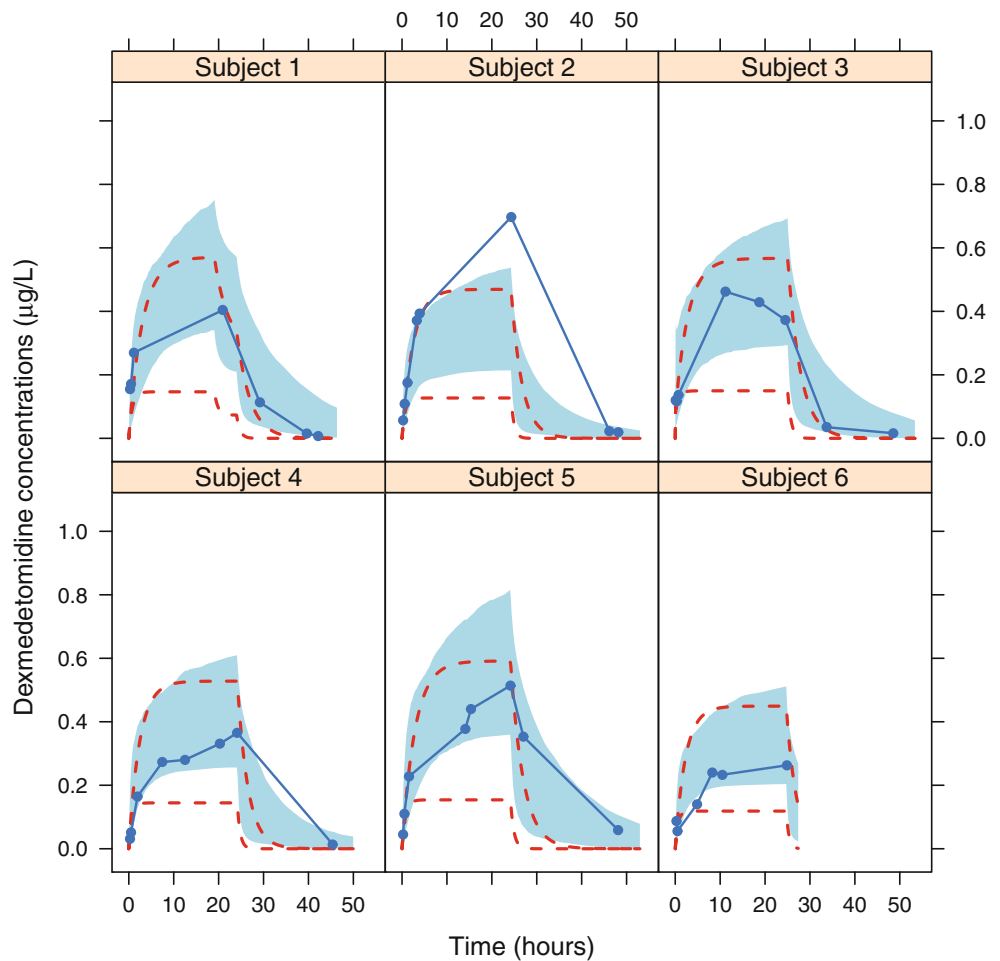 0 10 20 30 40 50
Subject 1 Subject 2 Subject 3
1.0
0.8
0.6
0.4
0.2
0.0
Subject 4 Subject 5 Subject 6
1.0
0.8
0.6
0.4
0.2
0.0
0 10 20 30 40 50 0 10 20 30 40 50
Dexmedetomidine concentrations (μg/L)
Time (hours)